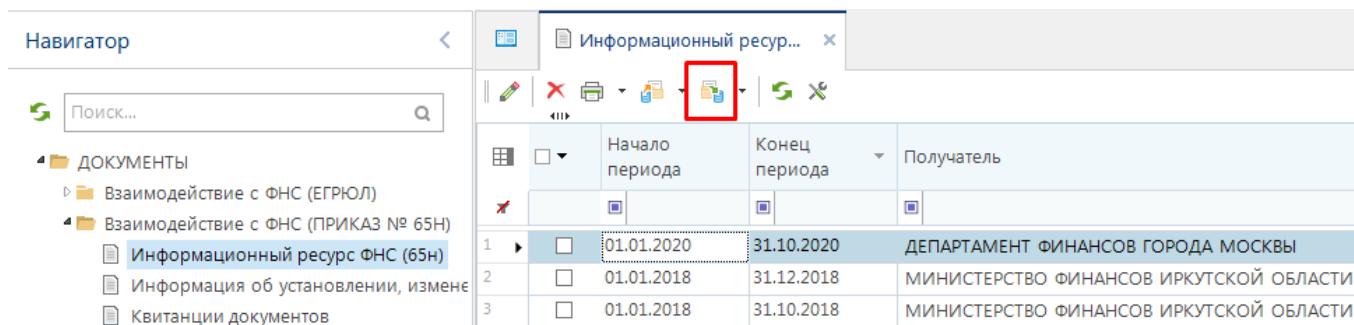 Навигатор
Информационный ресур...
Поиск...
Начало периода
Конец периода
Получатель
ДОКУМЕНТЫ
Взаимодействие с ФНС (ЕГРЮЛ)
Взаимодействие с ФНС (ПРИКАЗ № 65Н)
Информационный ресурс ФНС (65н)
Информация об установлении, измене
Квитанции документов
1 01.01.2020 31.10.2020 ДЕПАРТАМЕНТ ФИНАНСОВ ГОРОДА МОСКВЫ
2 01.01.2018 31.12.2018 МИНИСТЕРСТВО ФИНАНСОВ ИРКУТСКОЙ ОБЛАСТИ
3 01.01.2018 31.10.2018 МИНИСТЕРСТВО ФИНАНСОВ ИРКУТСКОЙ ОБЛАСТИ